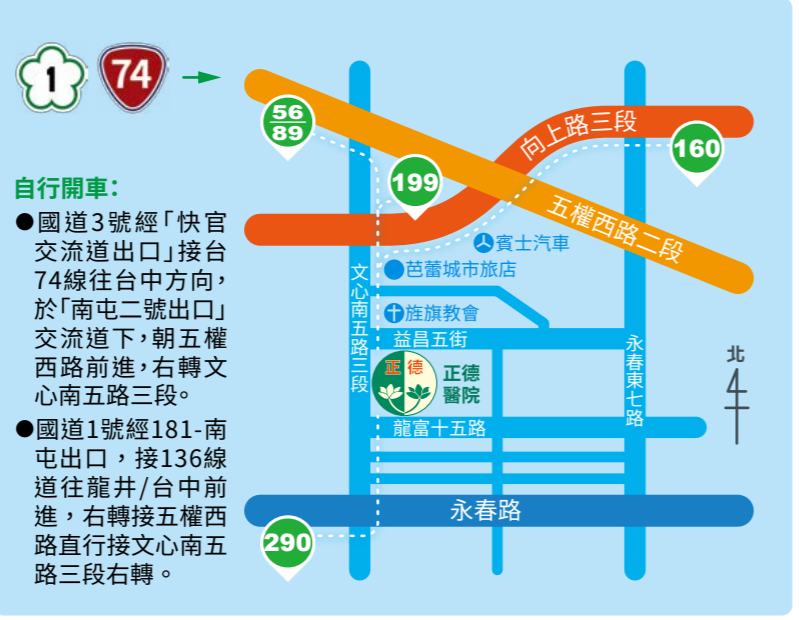 1
74
自行開車：
●國道3號經「快官
交流道出口」接台
74線往台中方向，
於「南屯二號出口」
交流道下，朝五權
西路前進，右轉文
心南五路三段。
●國道1號經181-南
屯出口，接136線
道往龍井/台中前
進，右轉接五權西
路直行接文心南五
路三段右轉。
56
89
199
160
290
向上路三段
五權西路二段
賓士汽車
芭蕾城市旅店
旌旗教會
文心南五路三段
益昌五街
正德
正德
醫院
龍富十五路
永春東七路
永春路
北